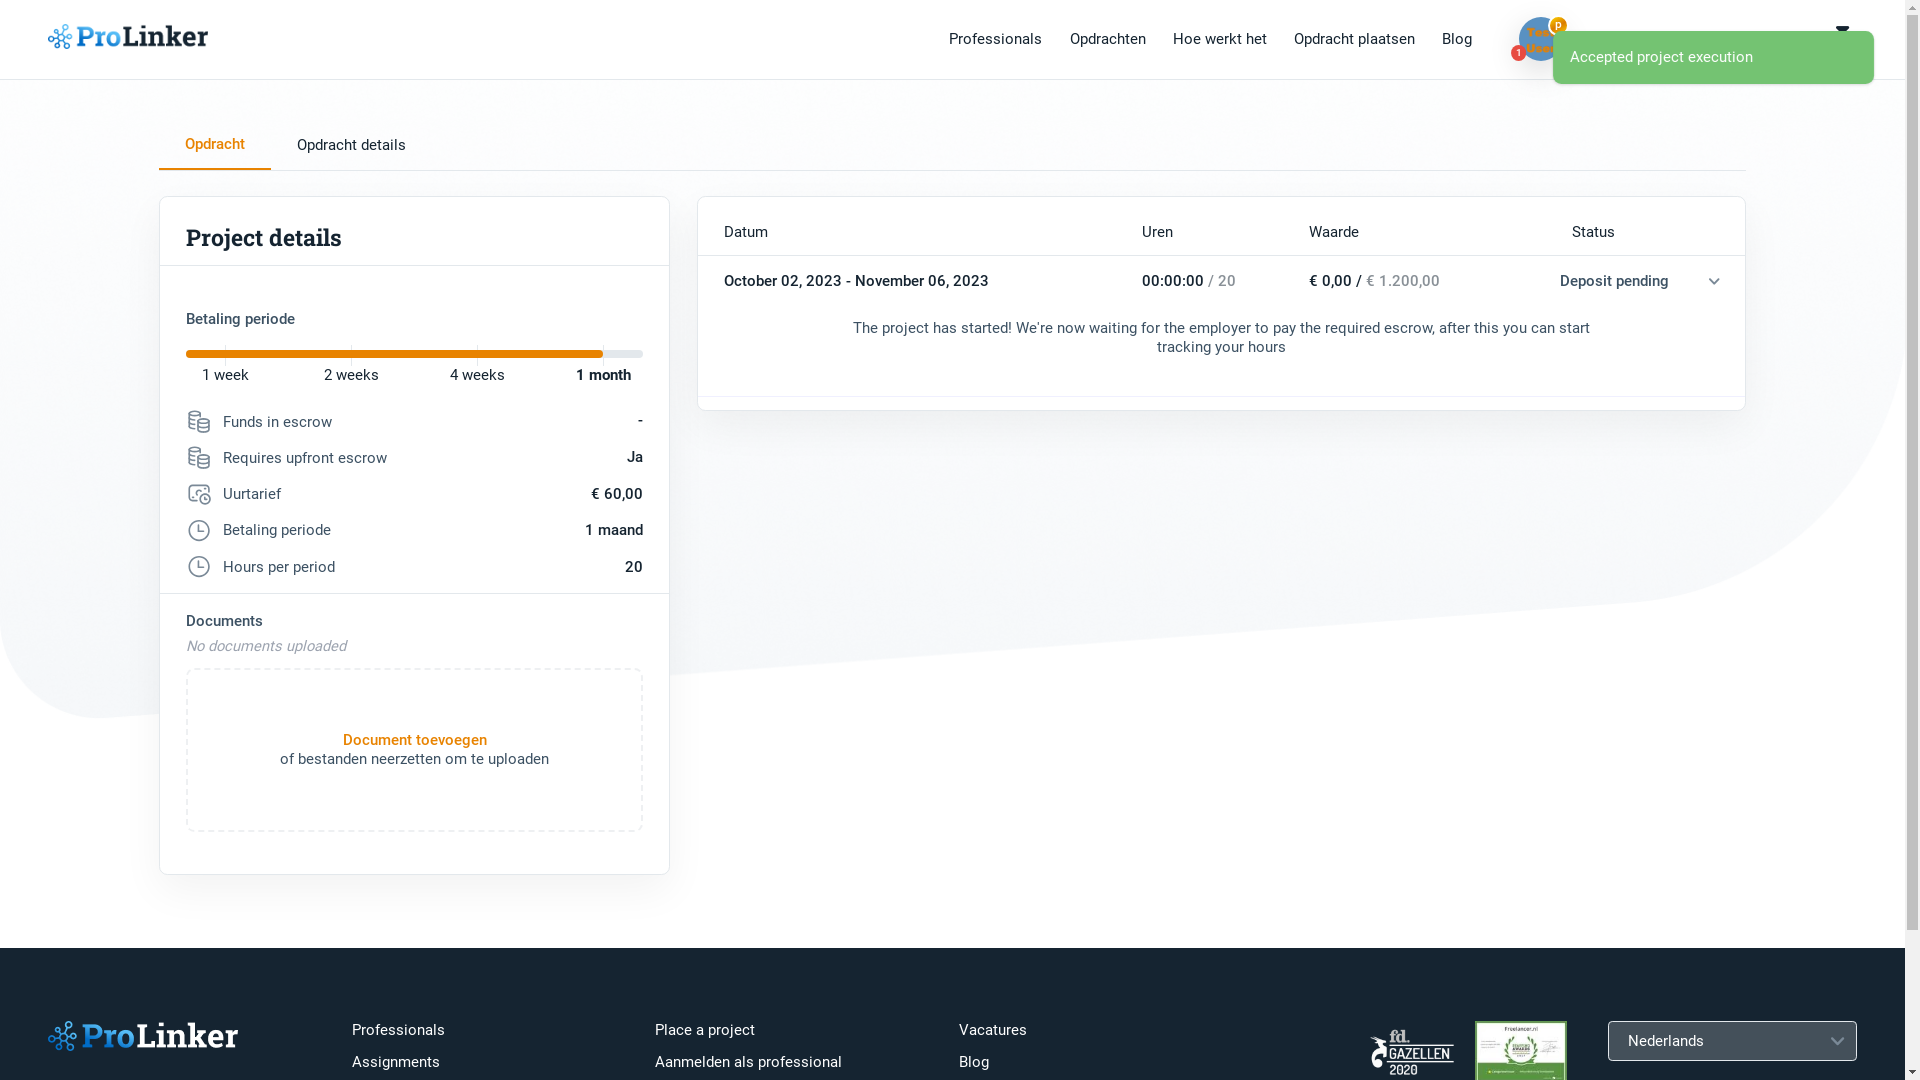 ProLinker
Professionals
Opdrachten
Hoe werkt het
Opdracht plaatsen
Blog
p
1
Accepted project execution
Opdracht
Opdracht details
Project details
Betaling periode
1 week
2 weeks
4 weeks
1 month
Funds in escrow -
Requires upfront escrow Ja
Uurtarief € 60,00
Betaling periode 1 maand
Hours per period 20
Documents
No documents uploaded
Document toevoegen
of bestanden neerzetten om te uploaden
Datum Uren Waarde Status
October 02, 2023 - November 06, 2023 00:00:00 / 20 € 0,00 / € 1.200,00 Deposit pending
The project has started! We're now waiting for the employer to pay the required escrow, after this you can start
tracking your hours
ProLinker
Professionals
Assignments
Place a project
Aanmelden als professional
Vacatures
Blog
fd.
GAZELLEN
2020
Freelancer.nl
Nederlands